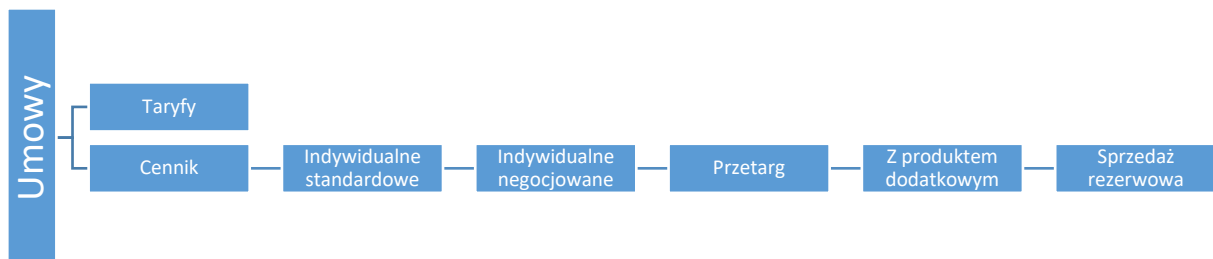 Umowy
Taryfy
Cennik
Indywidualne
standardowe
Indywidualne
negocjowane
Przetarg
Z produktem
dodatkowym
Sprzedaż
rezerwowa